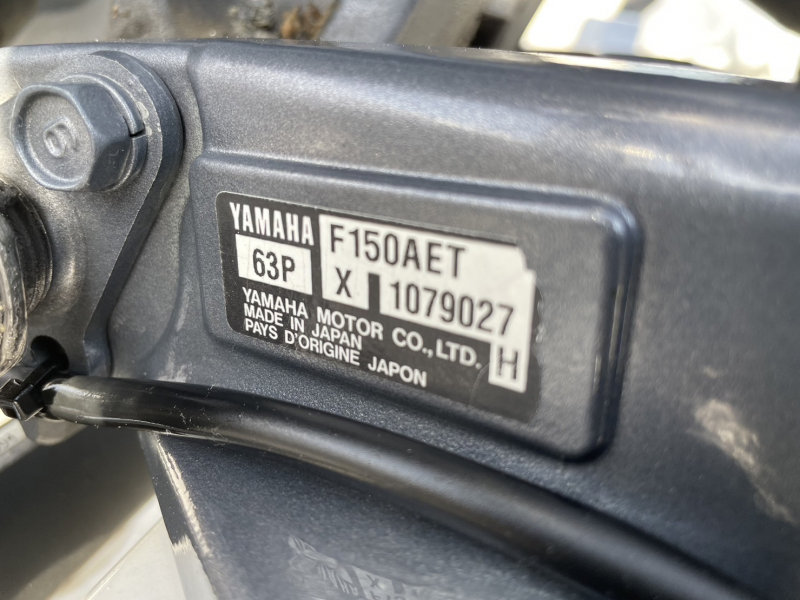 YAMAHA F150AET
63P X 1079027
YAMAHA MOTOR CO.,LTD. H
MADE IN JAPAN
PAYS D'ORIGINE JAPON